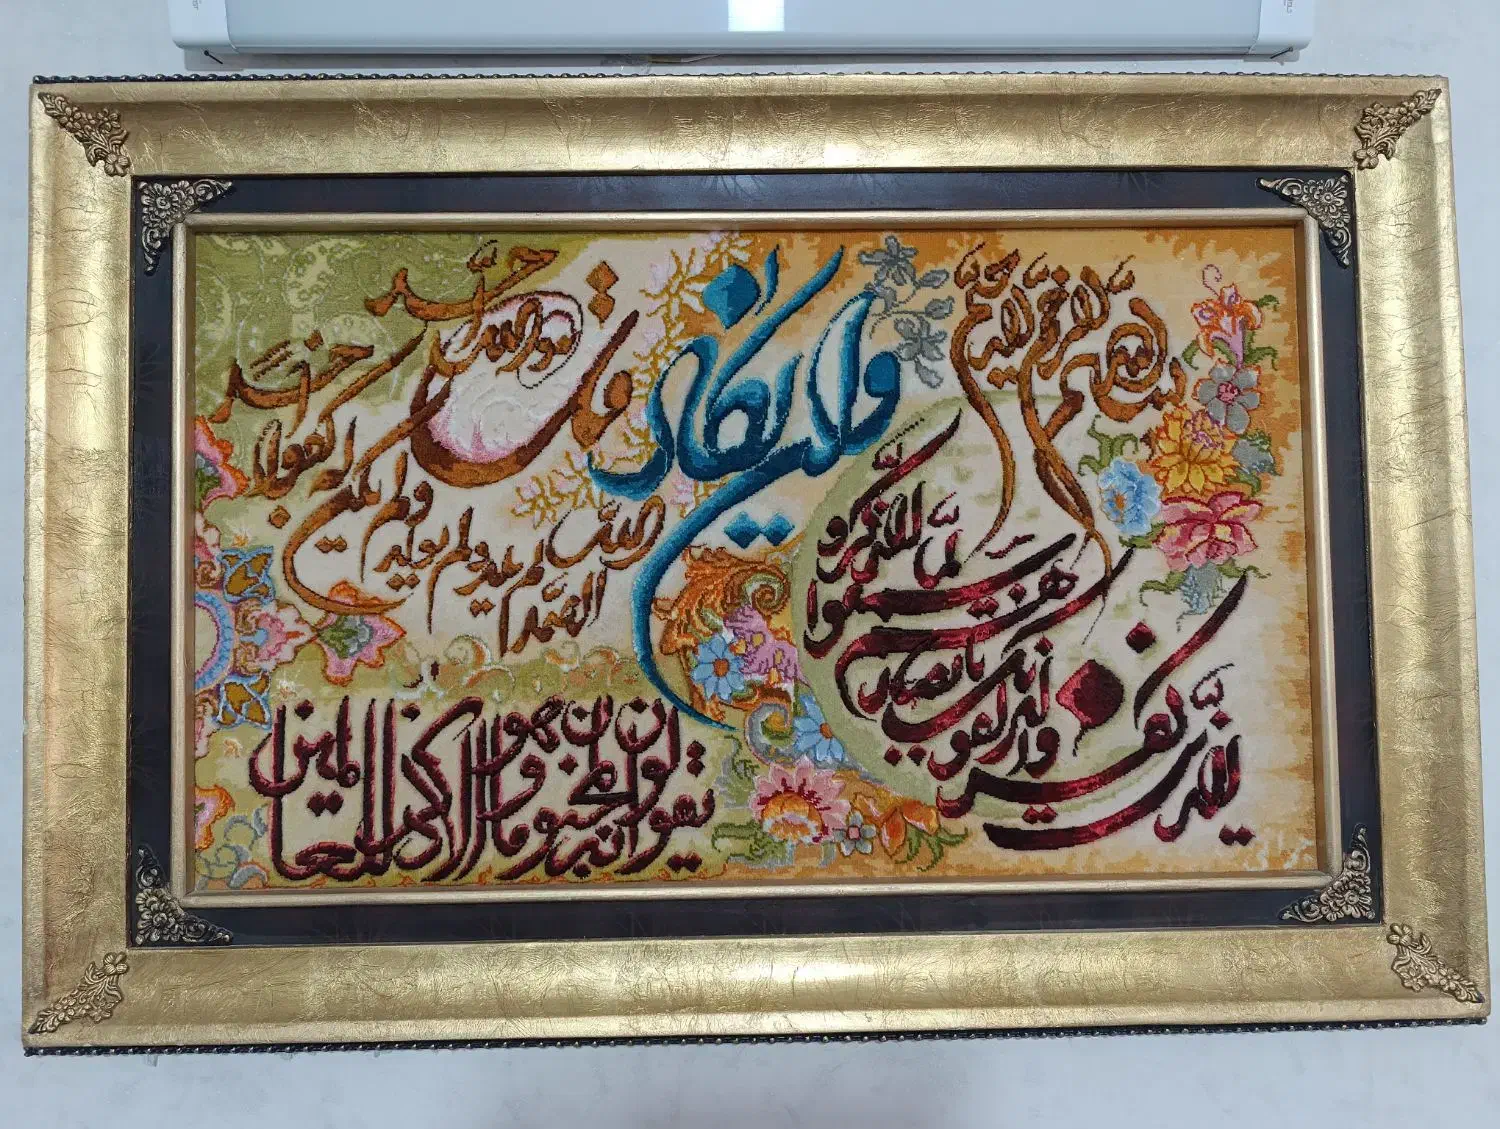 بسم الله الرحمن الرحیم
وان یکاد
الذین کفروا
لیزلقونک بابصارهم
لما سمعوا الذکر و
یقولون انه لمجنون
وما هو الا ذکر للعالمین
قل هو الله احد
الله الصمد
لم یلد ولم یولد
ولم یکن له کفوا احد